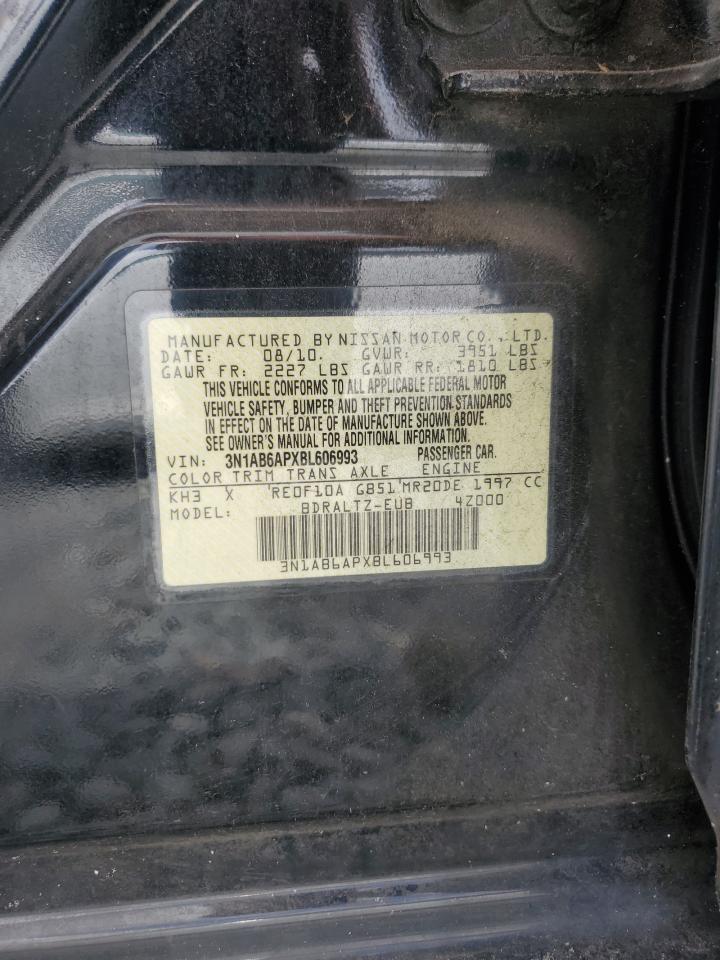 MANUFACTURED BY NISSAN MOTOR CO., LTD.
DATE: 08/10. GVWR: 3951 LBS
GAWR FR: 2227 LBS GAWR RR: 1810 LBS
THIS VEHICLE CONFORMS TO ALL APPLICABLE FEDERAL MOTOR
VEHICLE SAFETY, BUMPER AND THEFT PREVENTION STANDARDS
IN EFFECT ON THE DATE OF MANUFACTURE SHOWN ABOVE.
SEE OWNER'S MANUAL FOR ADDITIONAL INFORMATION.
VIN: 3N1AB6APXBL606993 PASSENGER CAR.
COLOR TRIM TRANS AXLE ENGINE
KH3 X RE0F10A GB51 MR20DE 1997 CC
MODEL: BDRALTZ-EUB 4Z000
3N1AB6APXBL606993